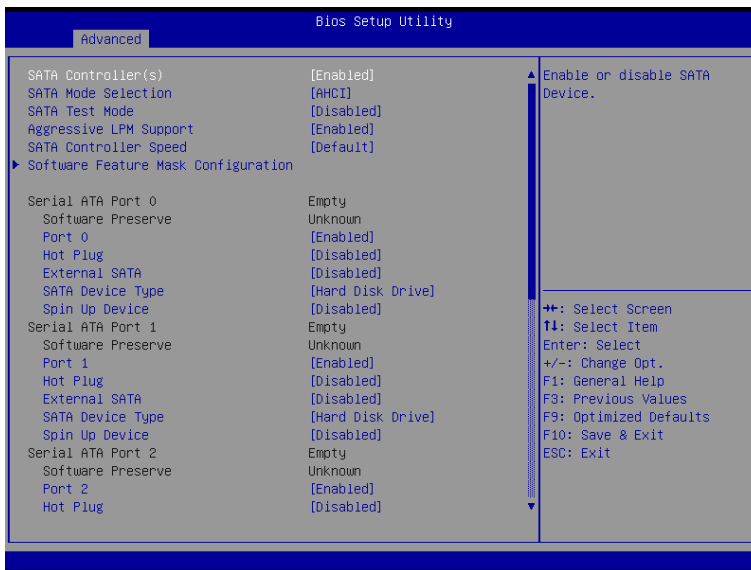 Bios Setup Utility
Advanced
SATA Controller(s) [Enabled]
SATA Mode Selection [AHCI]
SATA Test Mode [Disabled]
Aggressive LPM Support [Enabled]
SATA Controller Speed [Default]
Software Feature Mask Configuration
Serial ATA Port 0 Empty
Software Preserve Unknown
Port 0 [Enabled]
Hot Plug [Disabled]
External SATA [Disabled]
SATA Device Type [Hard Disk Drive]
Spin Up Device [Disabled]
Serial ATA Port 1 Empty
Software Preserve Unknown
Port 1 [Enabled]
Hot Plug [Disabled]
External SATA [Disabled]
SATA Device Type [Hard Disk Drive]
Spin Up Device [Disabled]
Serial ATA Port 2 Empty
Software Preserve Unknown
Port 2 [Enabled]
Hot Plug [Disabled]
Enable or disable SATA
Device.
→←: Select Screen
↑↓: Select Item
Enter: Select
+/-: Change Opt.
F1: General Help
F3: Previous Values
F9: Optimized Defaults
F10: Save & Exit
ESC: Exit